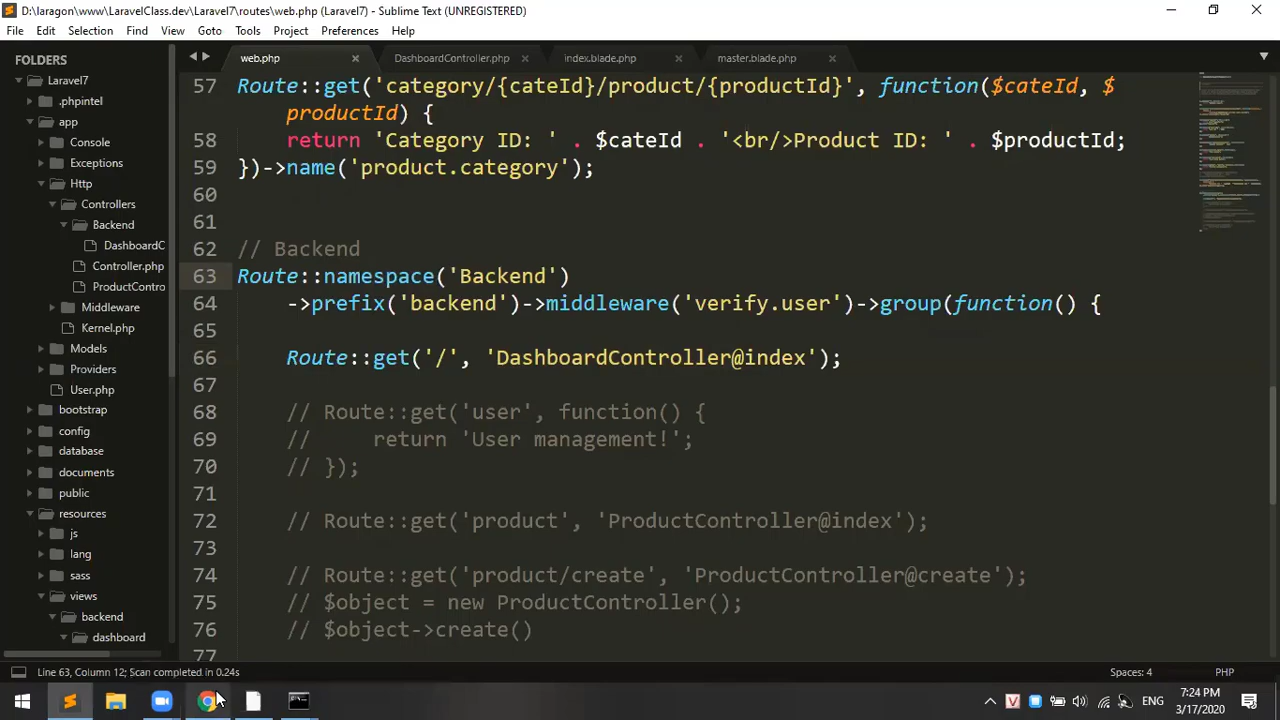 D:\laragon\www\LaravelClass.dev\Laravel7\routes\web.php (Laravel7) - Sublime Text (UNREGISTERED)
File Edit Selection Find View Goto Tools Project Preferences Help
FOLDERS
Laravel7
.phpintel
app
Console
Exceptions
Http
Controllers
Backend
DashboardC
Controller.php
ProductContro
Middleware
Kernel.php
Models
Providers
User.php
bootstrap
config
database
documents
public
resources
js
lang
sass
views
backend
dashboard
web.php DashboardController.php index.blade.php master.blade.php
57 Route::get('category/{cateId}/product/{productId}', function($cateId, $
productId) {
58 return 'Category ID: ' . $cateId . '<br/>Product ID: ' . $productId;
59 })->name('product.category');
60
61
62 // Backend
63 Route::namespace('Backend')
64 ->prefix('backend')->middleware('verify.user')->group(function() {
65
66 Route::get('/', 'DashboardController@index');
67
68 // Route::get('user', function() {
69 // return 'User management!';
70 // });
71
72 // Route::get('product', 'ProductController@index');
73
74 // Route::get('product/create', 'ProductController@create');
75 // $object = new ProductController();
76 // $object->create()
77
Line 63, Column 12; Scan completed in 0.24s Spaces: 4 PHP
ENG
7:24 PM
3/17/2020